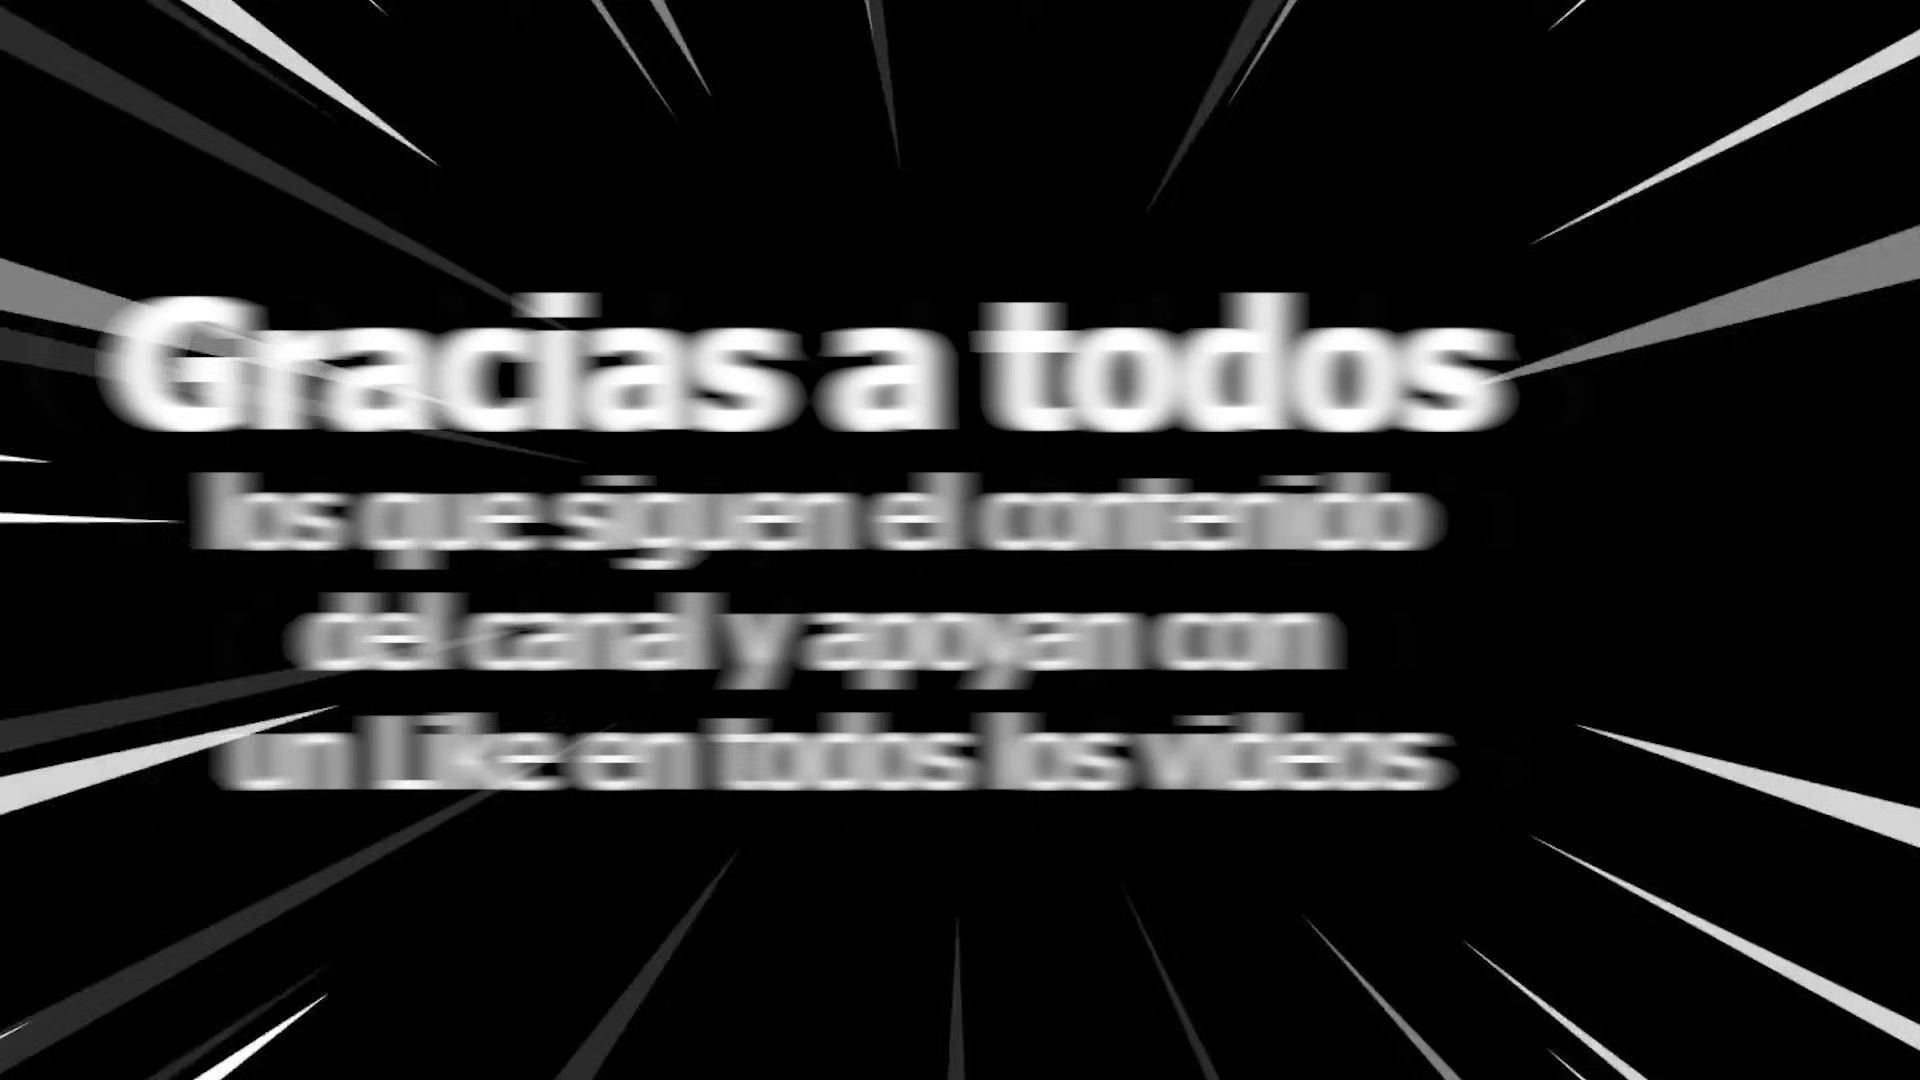 Gracias a todos
los que siguen el contenido
del canal y apoyan con
un Like en todos los videos